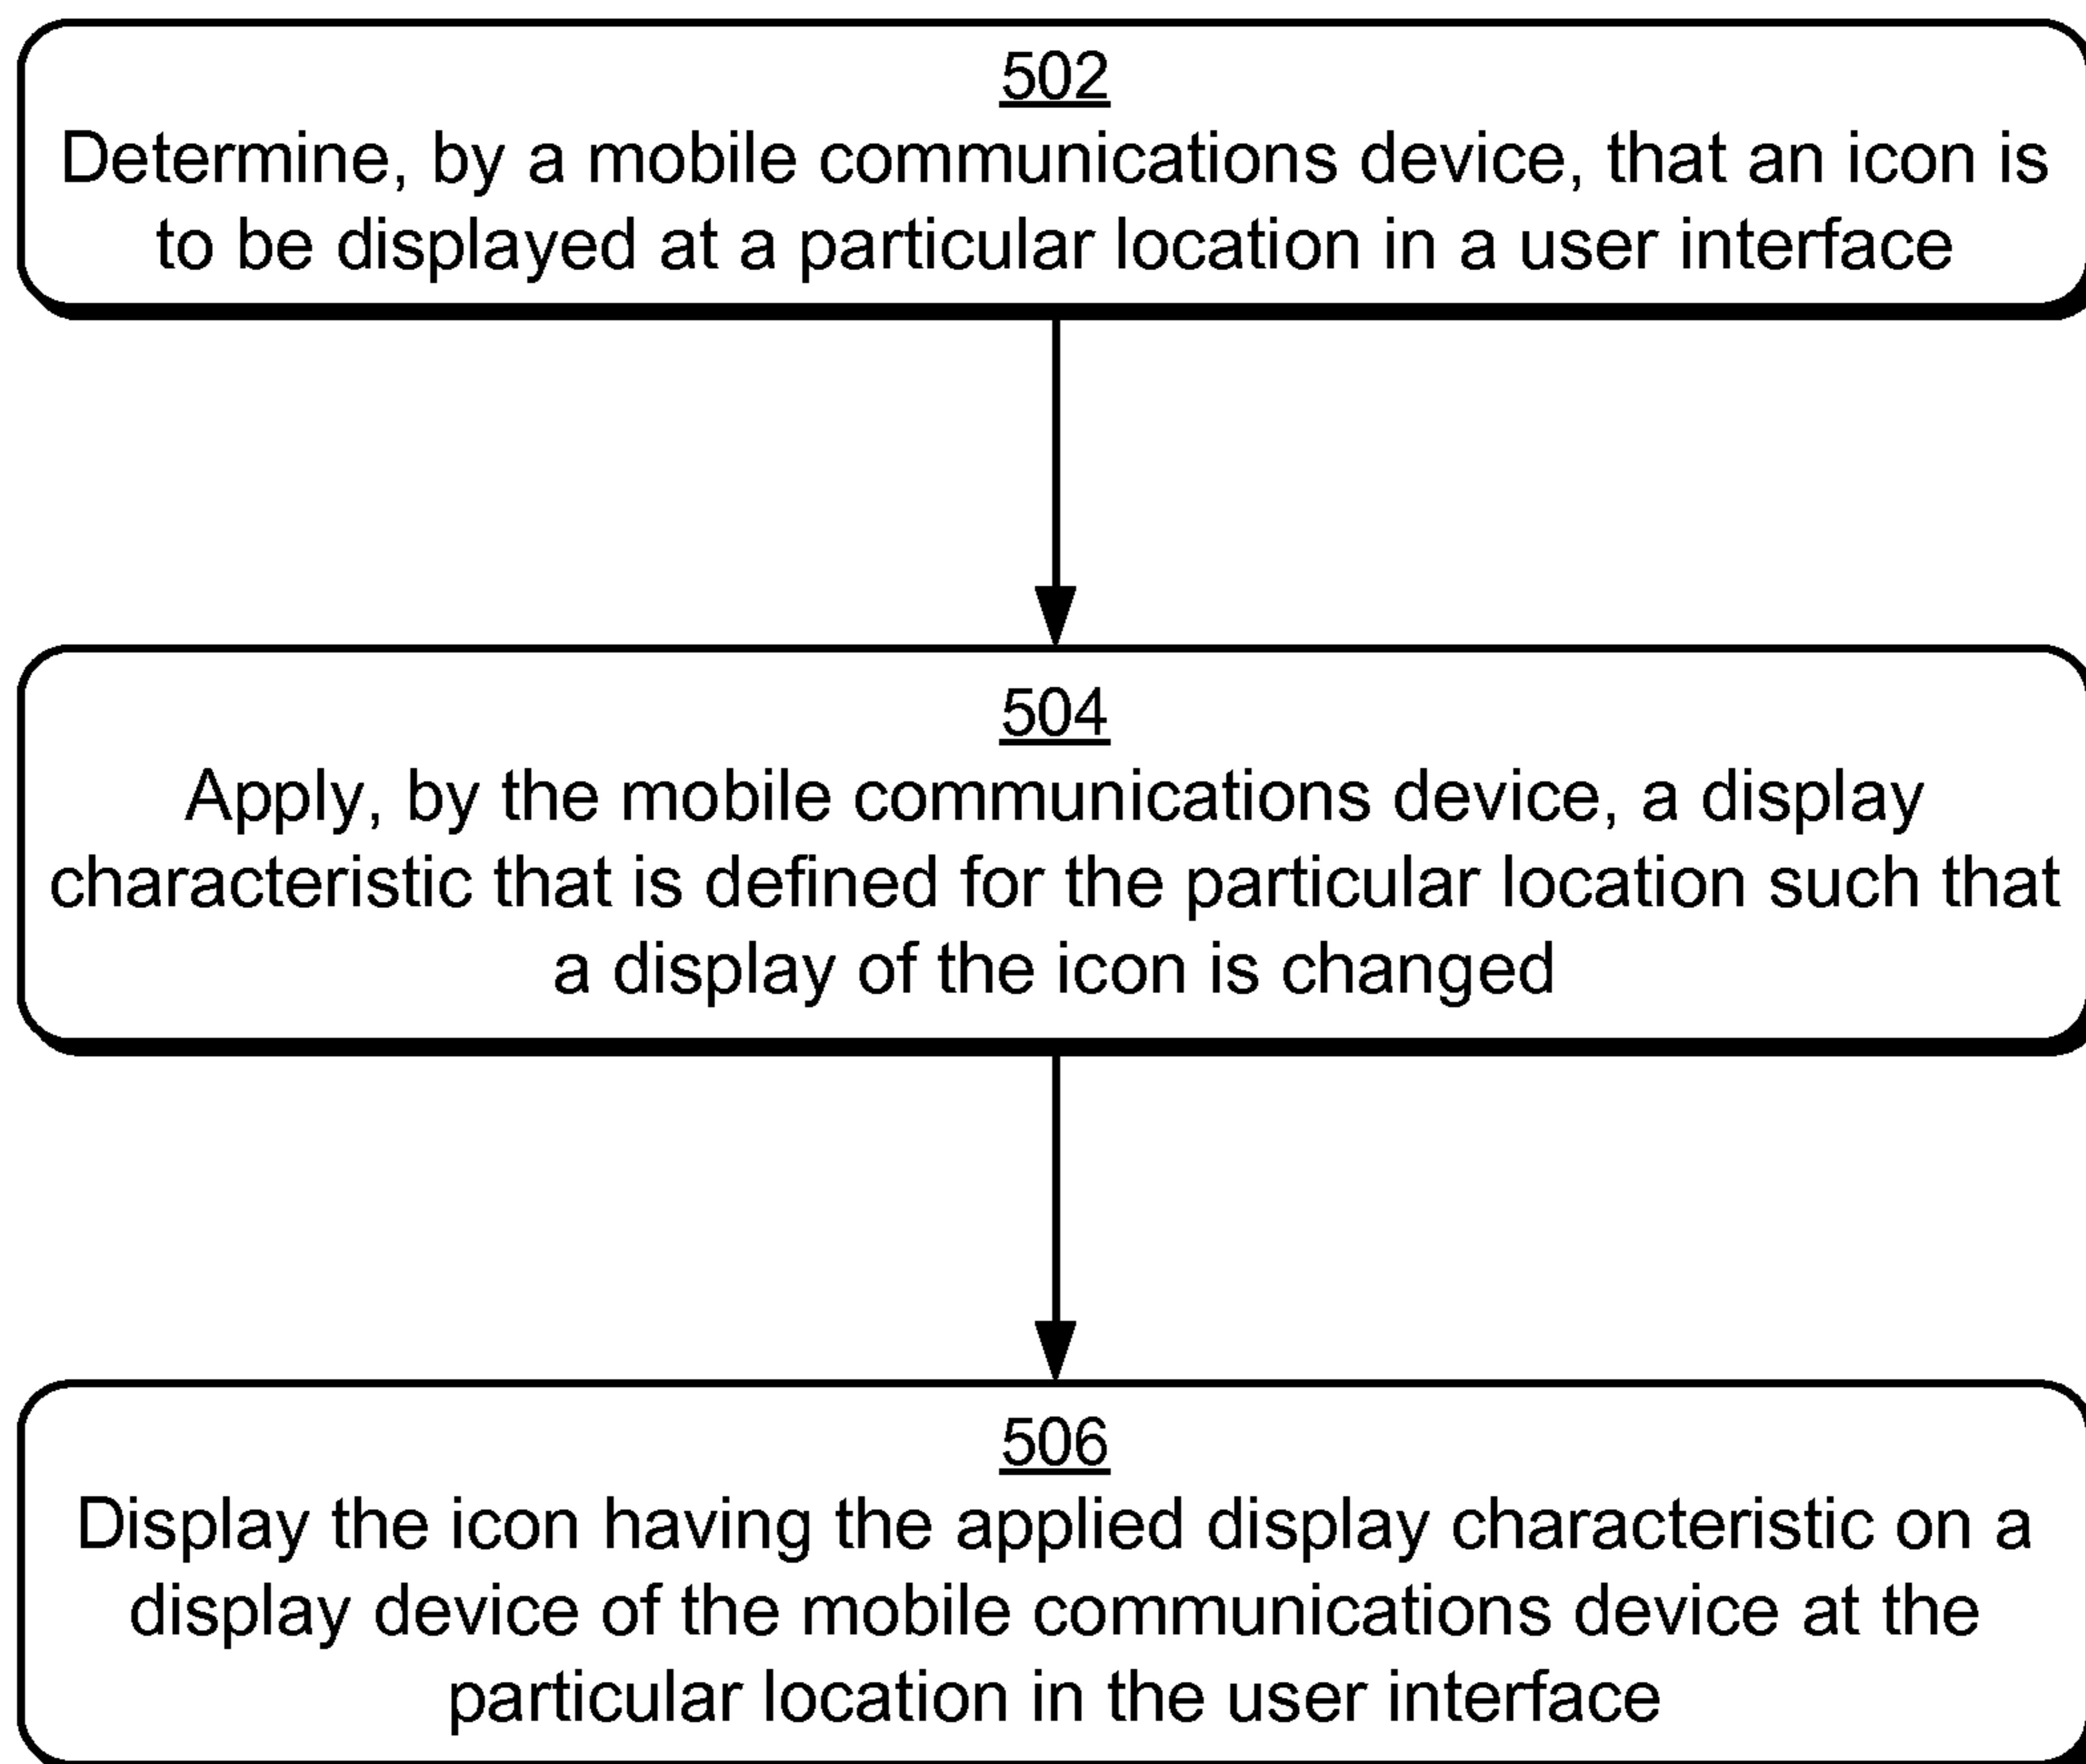 502
Determine, by a mobile communications device, that an icon is
to be displayed at a particular location in a user interface
504
Apply, by the mobile communications device, a display
characteristic that is defined for the particular location such that
a display of the icon is changed
506
Display the icon having the applied display characteristic on a
display device of the mobile communications device at the
particular location in the user interface